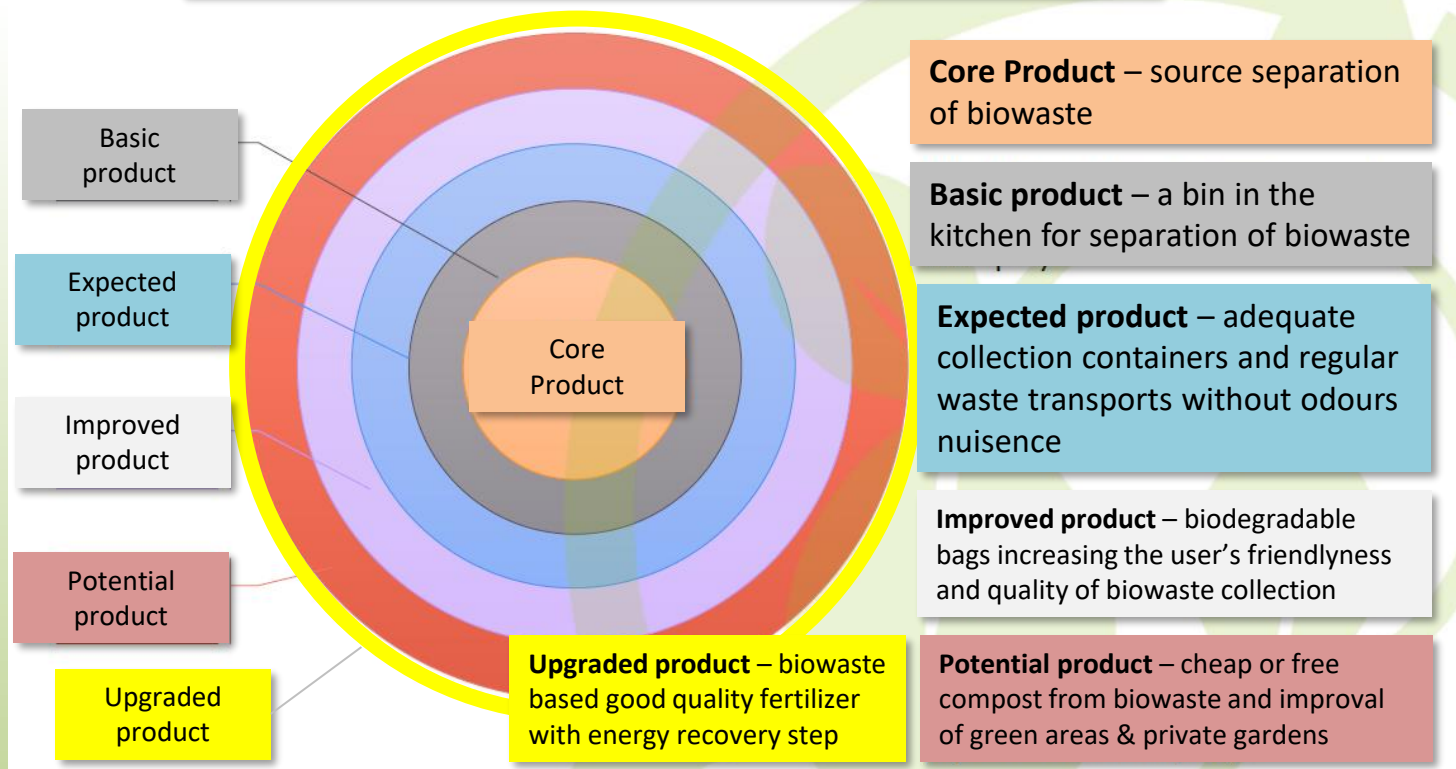 Basic
product
Expected
product
Improved
product
Potential
product
Upgraded
product
Core
Product
Core Product – source separation
of biowaste
Basic product – a bin in the
kitchen for separation of biowaste
Expected product – adequate
collection containers and regular
waste transports without odours
nuisence
Improved product – biodegradable
bags increasing the user's friendlyness
and quality of biowaste collection
Upgraded product – biowaste
based good quality fertilizer
with energy recovery step
Potential product – cheap or free
compost from biowaste and improval
of green areas & private gardens